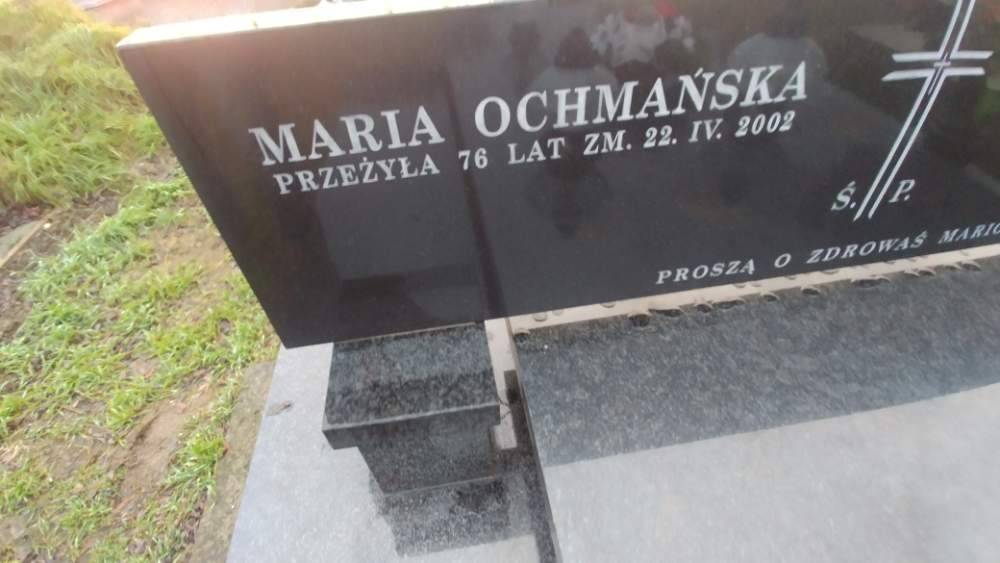 MARIA OCHMAŃSKA
PRZEŻYŁA 76 LAT ZM. 22. IV. 2002
Ś. P.
PROSZĄ O ZDROWAŚ